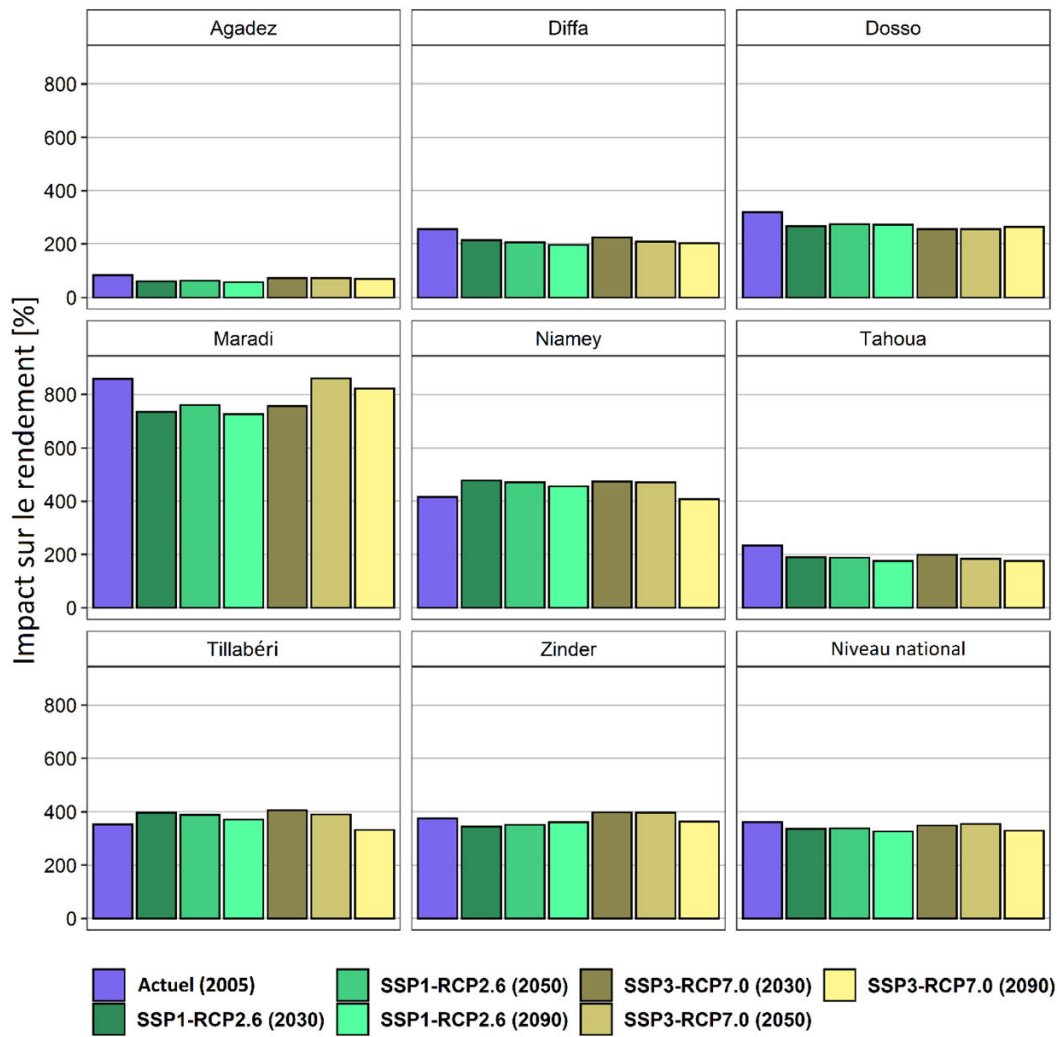 Impact sur le rendement [%]
Agadez
Diffa
Dosso
800
600
400
200
0
Maradi
Niamey
Tahoua
800
600
400
200
0
Tillabéri
Zinder
Niveau national
800
600
400
200
0
Actuel (2005)
SSP1-RCP2.6 (2030)
SSP1-RCP2.6 (2050)
SSP1-RCP2.6 (2090)
SSP3-RCP7.0 (2030)
SSP3-RCP7.0 (2050)
SSP3-RCP7.0 (2090)